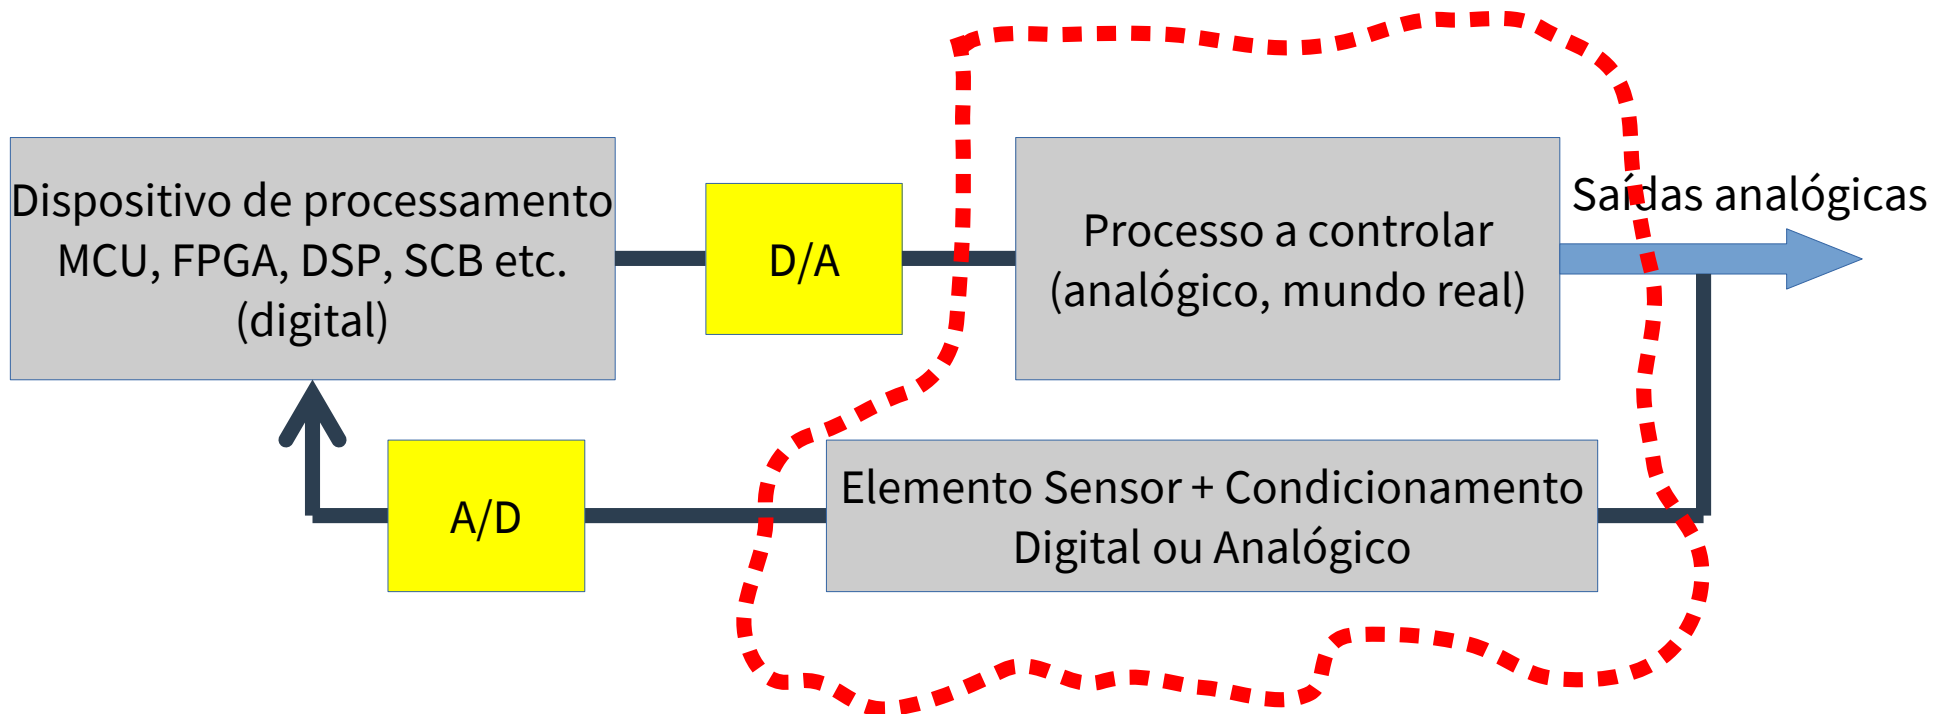 Dispositivo de processamento
MCU, FPGA, DSP, SCB etc.
(digital)
D/A
Processo a controlar
(analógico, mundo real)
Saídas analógicas
A/D
Elemento Sensor + Condicionamento
Digital ou Analógico